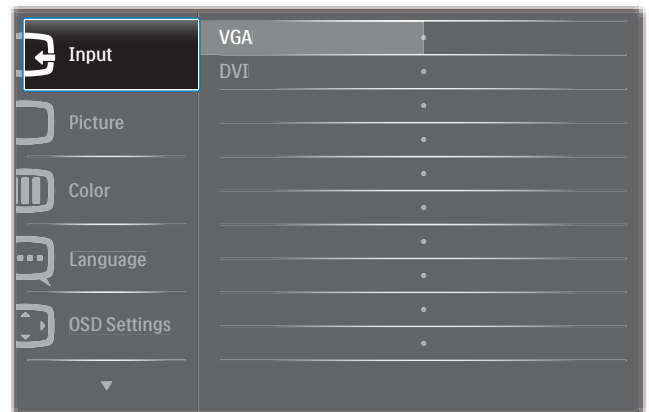 Input
Picture
Color
Language
OSD Settings
VGA
DVI